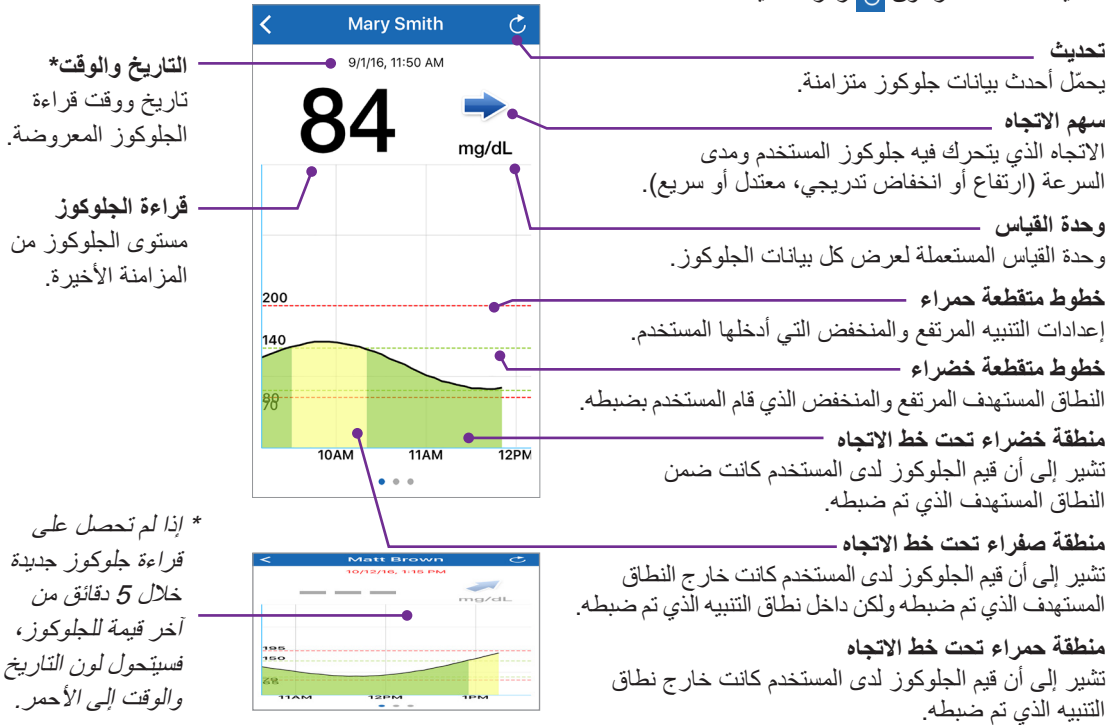 تحديث
يحمّل أحدث بيانات جلوكوز متزامنة.
سهم الاتجاه
الاتجاه الذي يتحرك فيه جلوكوز المستخدم ومدى
السرعة (ارتفاع أو انخفاض تدريجي، معتدل أو سريع).
وحدة القياس
وحدة القياس المستعملة لعرض كل بيانات الجلوكوز.
خطوط متقطعة حمراء
إعدادات التنبيه المرتفع والمنخفض التي أدخلها المستخدم.
خطوط متقطعة خضراء
النطاق المستهدف المرتفع والمنخفض الذي قام المستخدم بضبطه.
منطقة خضراء تحت خط الاتجاه
تشير إلى أن قيم الجلوكوز لدى المستخدم كانت ضمن
النطاق المستهدف الذي تم ضبطه.
منطقة صفراء تحت خط الاتجاه
تشير إلى أن قيم الجلوكوز لدى المستخدم كانت خارج النطاق
المستهدف الذي تم ضبطه ولكن داخل نطاق التنبيه الذي تم ضبطه.
منطقة حمراء تحت خط الاتجاه
تشير إلى أن قيم الجلوكوز لدى المستخدم كانت خارج نطاق
التنبيه الذي تم ضبطه.
Mary Smith
9/1/16, 11:50 AM
84
mg/dL
200
140
80
70
10AM 11AM 12PM
Matt Brown
10/12/16, 1:15 PM
mg/dL
195
150
70
11AM 12PM 1PM
التاريخ والوقت*
تاريخ ووقت قراءة
الجلوكوز المعروضة.
قراءة الجلوكوز
مستوى الجلوكوز من
المزامنة الأخيرة.
* إذا لم تحصل على
قراءة جلوكوز جديدة
خلال 5 دقائق من
آخر قيمة للجلوكوز،
فسيتحول لون التاريخ
والوقت إلى الأحمر.